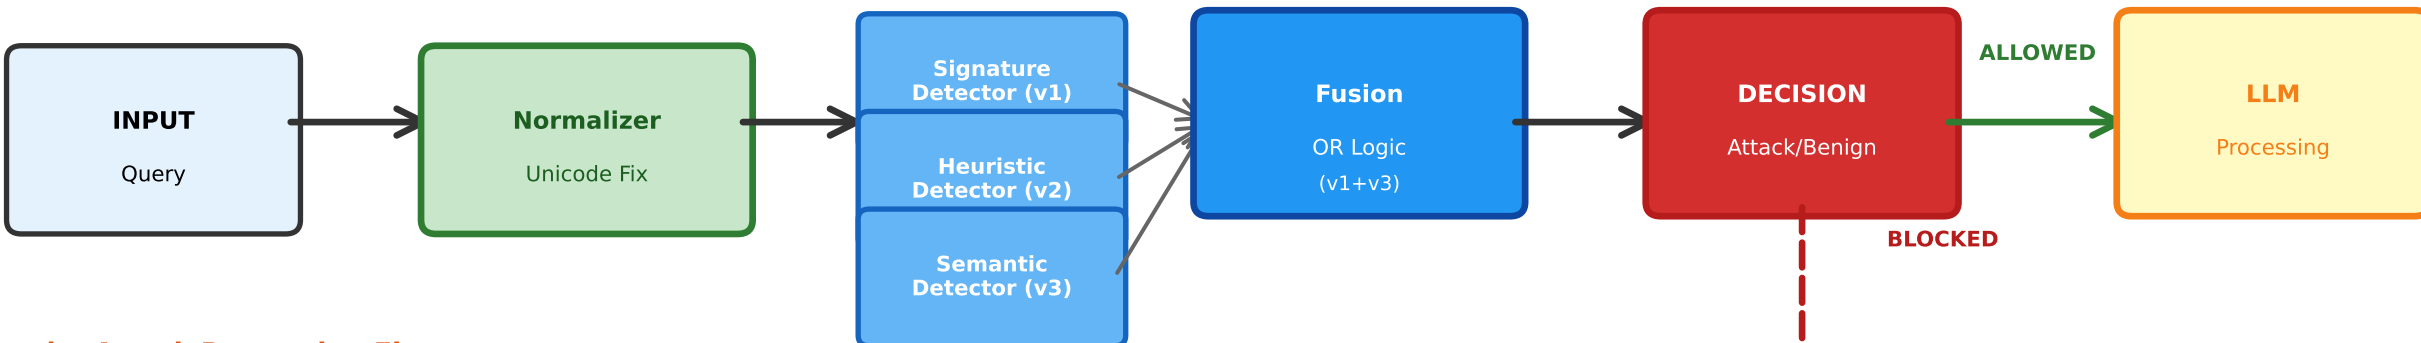 INPUT
Query
Normalizer
Unicode Fix
Signature
Detector (v1)
Heuristic
Detector (v2)
Semantic
Detector (v3)
Fusion
OR Logic
(v1+v3)
DECISION
Attack/Benign
ALLOWED
BLOCKED
LLM
Processing